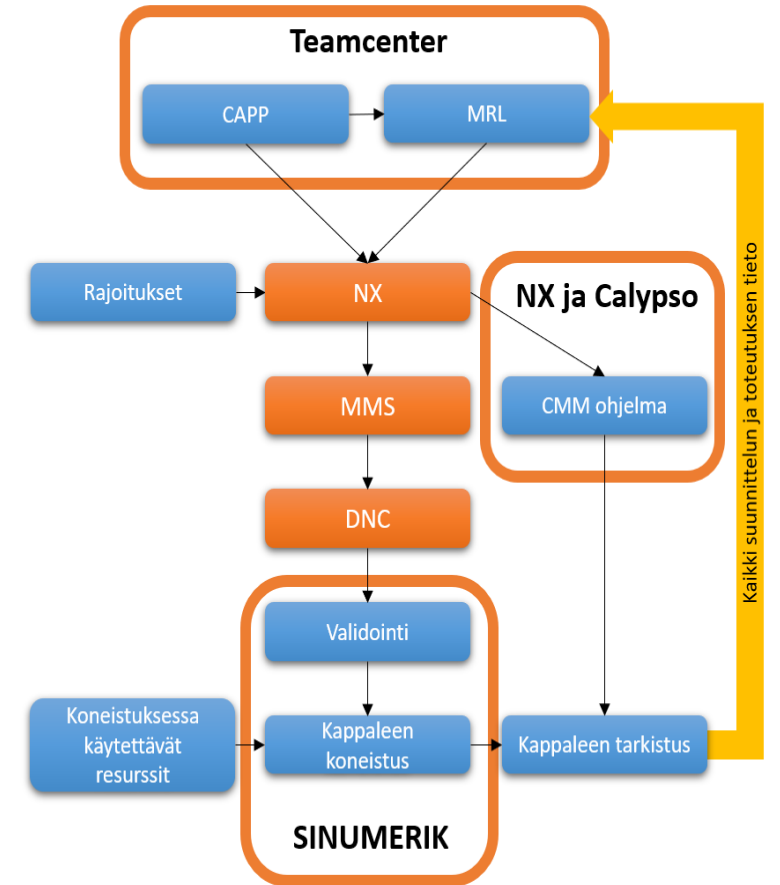 Teamcenter
CAPP
MRL
Rajoitukset
NX
NX ja Calypso
MMS
CMM ohjelma
DNC
Kaikki suunnittelun ja toteutuksen tieto
Validointi
Koneistuksessa
käytettävät
resurssit
Kappaleen
koneistus
Kappaleen tarkistus
SINUMERIK